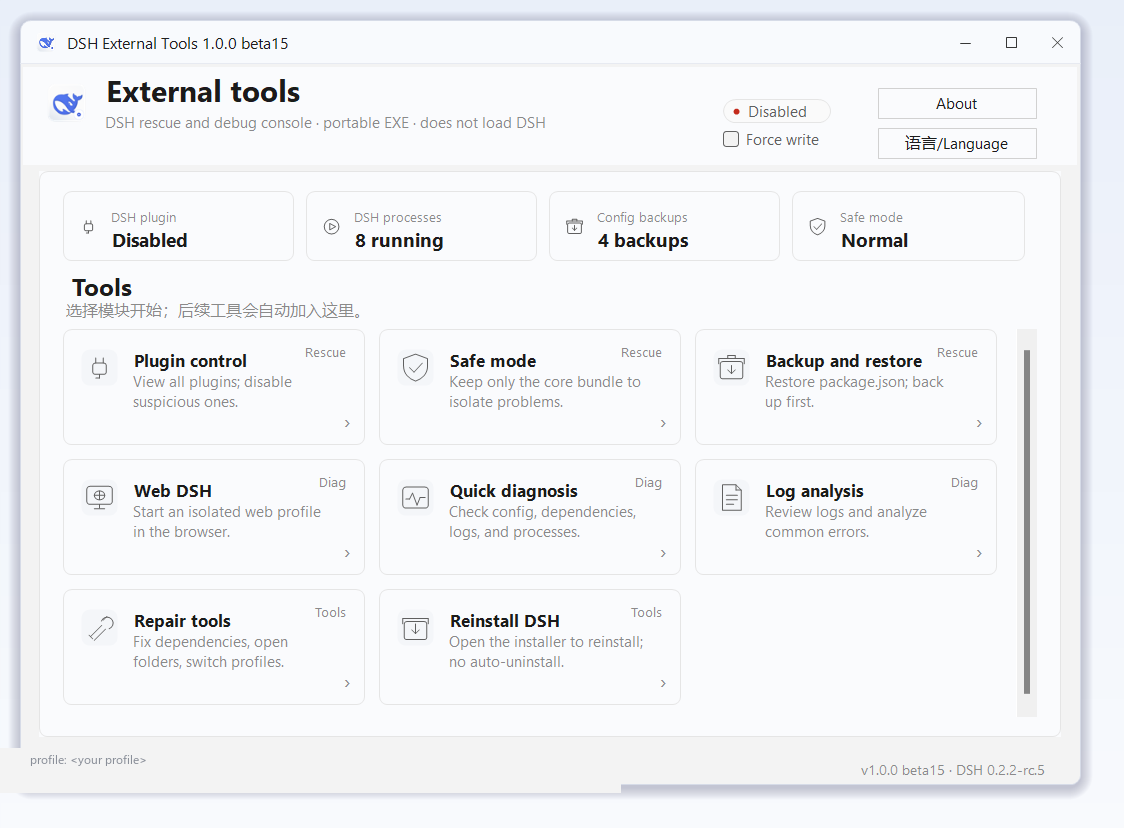 DSH External Tools 1.0.0 beta15
External tools
DSH rescue and debug console · portable EXE · does not load DSH
Disabled
Force write
About
语言/Language
DSH plugin
Disabled
DSH processes
8 running
Config backups
4 backups
Safe mode
Normal
Tools
选择模块开始；后续工具会自动加入这里。
Plugin control
Rescue
View all plugins; disable
suspicious ones.
Safe mode
Rescue
Keep only the core bundle to
isolate problems.
Backup and restore
Rescue
Restore package.json; back
up first.
Web DSH
Diag
Start an isolated web profile
in the browser.
Quick diagnosis
Diag
Check config, dependencies,
logs, and processes.
Log analysis
Diag
Review logs and analyze
common errors.
Repair tools
Tools
Fix dependencies, open
folders, switch profiles.
Reinstall DSH
Tools
Open the installer to reinstall;
no auto-uninstall.
profile: <your profile>
v1.0.0 beta15 · DSH 0.2.2-rc.5